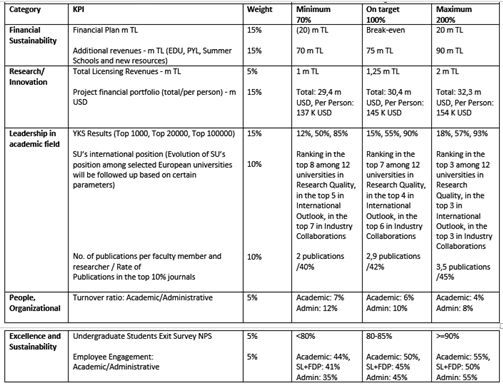 Category KPI Weight Minimum On target Maximum
70% 100% 200%
Financial Financial Plan m TL 15% (20) m TL Break-even 20 m TL
Sustainability
Additional revenues - m TL (EDU, PYL, Summer 15% 70 m TL 75 m TL 90 m TL
Schools and new resources)
Research/ Total Licensing Revenues - m TL 5% 1 m TL 1,25 m TL 2 m TL
Innovation
Project financial portfolio (total/per person) - m 15% Total: 29,4 m Total: 30,4 m Total: 32,3 m
USD USD, Per Person: USD, Per Person: USD, Per Person:
137 K USD 145 K USD 154 K USD
Leadership in YKS Results (Top 1000, Top 20000, Top 100000) 15% 12%, 50%, 85% 15%, 55%, 90% 18%, 57%, 93%
academic field
SU's international position (Evolution of SU's 10% Ranking in the Ranking in the Ranking in the
position among selected European universities top 8 among 12 top 7 among 12 top 3 among 12
will be followed up based on certain universities in universities in universities in
parameters) Research Quality, Research Quality, Research
in the top 5 in in the top 4 in Quality, in the
International International top 3 in
Outlook, in the Outlook, in the International
top 7 in Industry top 6 in Industry Outlook, in the
Collaborations Collaborations top 3 in Industry
Collaborations
No. of publications per faculty member and 10% 2 publications 2,9 publications
researcher / Rate of /40% /42% 3,5 publications
Publications in the top 10% journals /45%
People, Turnover ratio: Academic/Administrative 5% Academic: 7% Academic: 6% Academic: 4%
Organizational Admin: 12% Admin: 10% Admin: 8%
Excellence and Undergraduate Students Exit Survey NPS 5% <80% 80-85% >=90%
Sustainability
Employee Engagement: 5% Academic: 44%, Academic: 50%, Academic: 55%,
Academic/Administrative SL+FDP: 41% SL+FDP: 45% SL+FDP: 50%
Admin: 35% Admin: 45% Admin: 55%